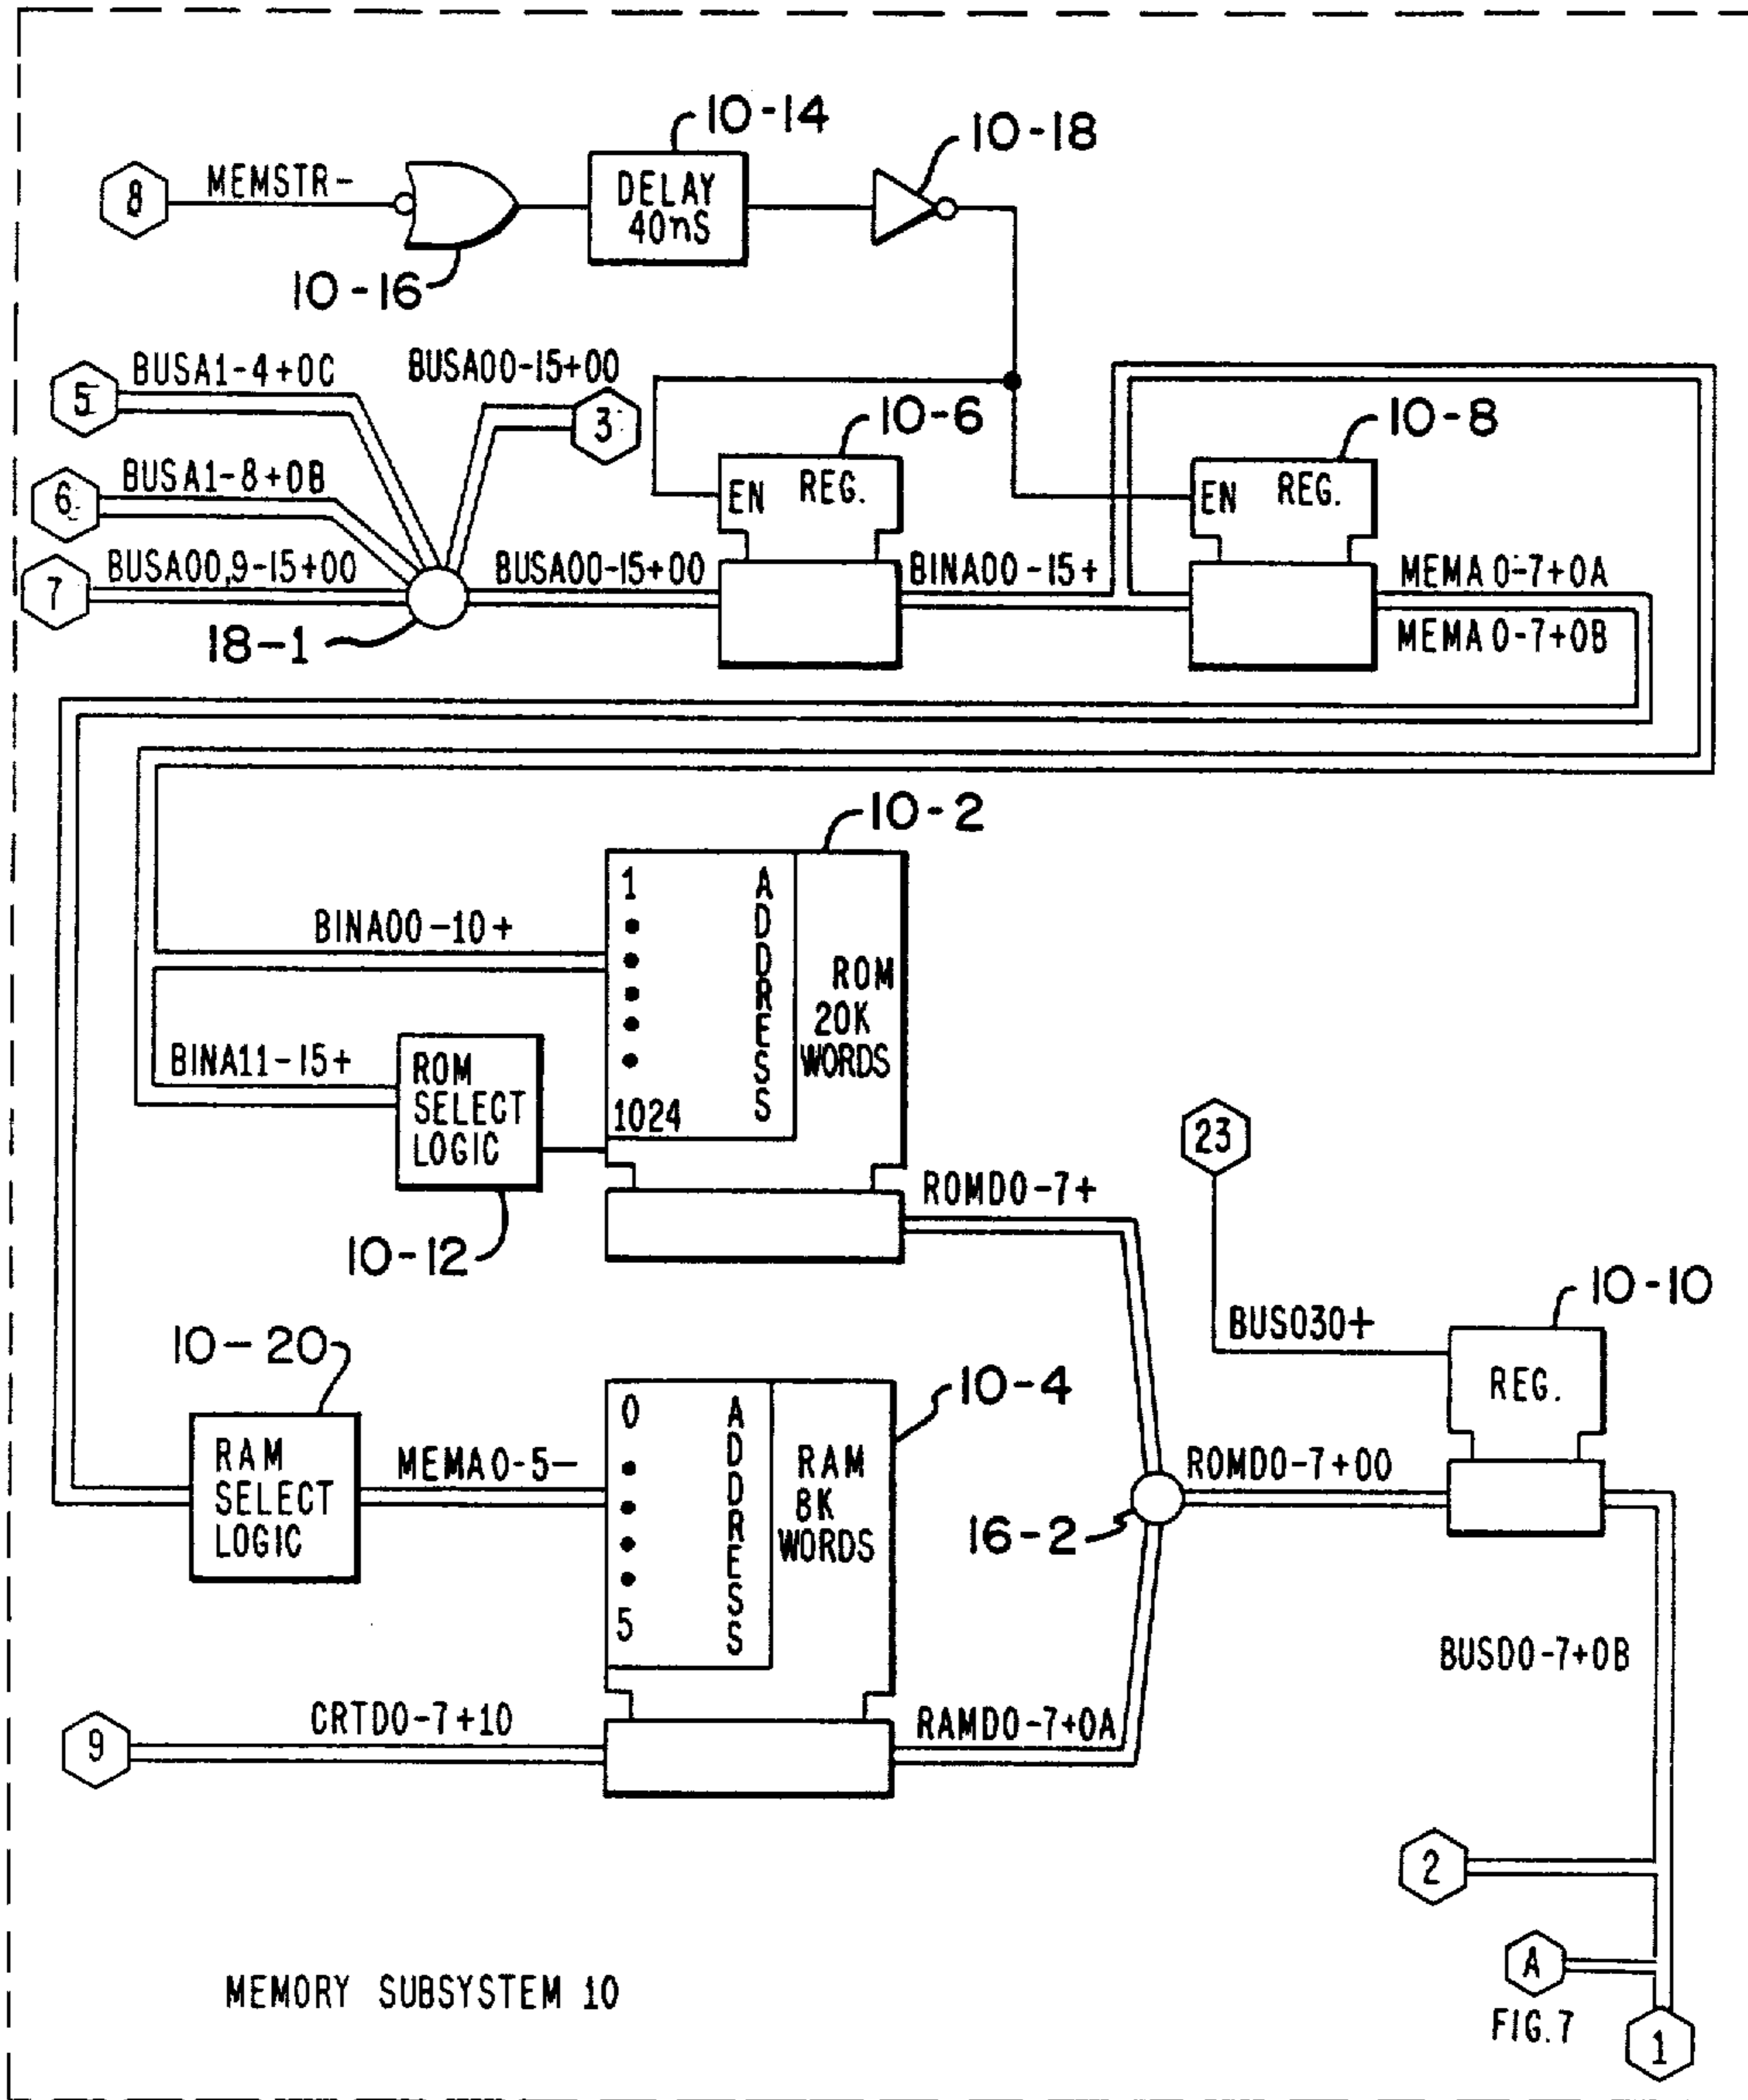 10-14
10-18
8
MEMSTR-
DELAY
40nS
10-16
BUSA1-4+0C
BUSA00-15+00
5
3
10-6
10-8
BUSA1-8+0B
6
EN REG.
EN REG.
BUSA00,9-15+00
7
BUSA00-15+00
BINA00-15+
MEMA0-7+0A
MEMA0-7+0B
18-1
10-2
1
ADDRESS
BINA00-10+
ROM
20K
WORDS
BINA11-15+
ROM
SELECT
LOGIC
1024
23
ROMD0-7+
10-12
10-10
BUS030+
10-20
10-4
REG.
0
ADDRESS
RAM
SELECT
LOGIC
MEMA0-5-
RAM
8K
WORDS
ROMD0-7+00
16-2
5
BUSD0-7+0B
CRTD0-7+10
RAMD0-7+0A
9
2
A
MEMORY SUBSYSTEM 10
FIG.7
1